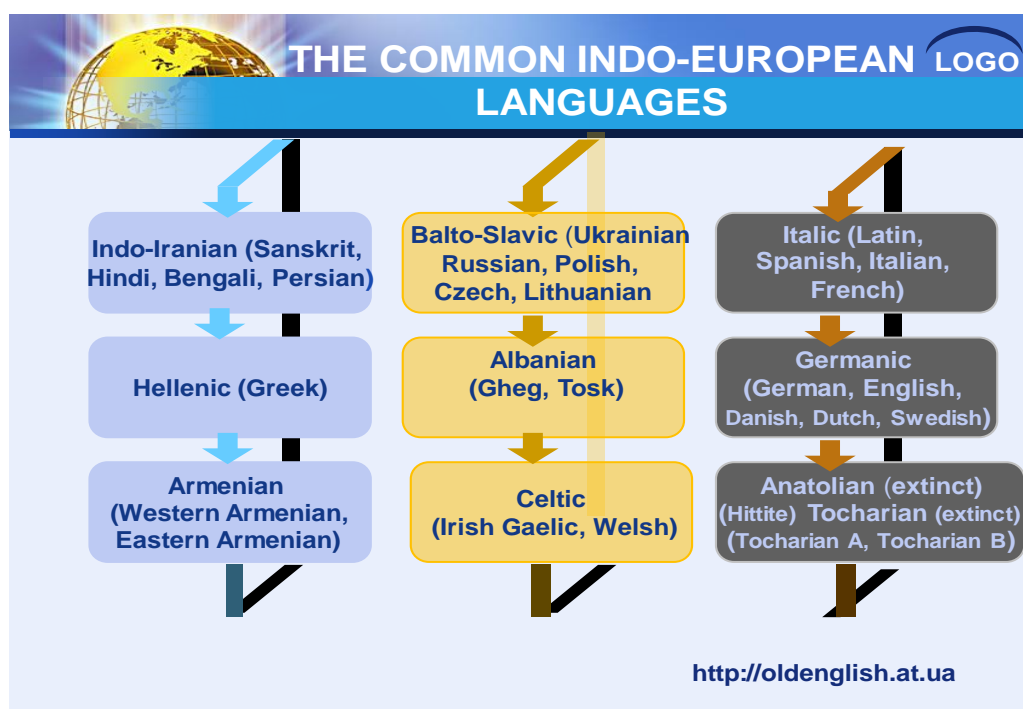 THE COMMON INDO-EUROPEAN
LANGUAGES
LOGO
Indo-Iranian (Sanskrit,
Hindi, Bengali, Persian)
Hellenic (Greek)
Armenian
(Western Armenian,
Eastern Armenian)
Balto-Slavic (Ukrainian
Russian, Polish,
Czech, Lithuanian
Albanian
(Gheg, Tosk)
Celtic
(Irish Gaelic, Welsh)
Italic (Latin,
Spanish, Italian,
French)
Germanic
(German, English,
Danish, Dutch, Swedish)
Anatolian (extinct)
(Hittite) Tocharian (extinct)
(Tocharian A, Tocharian B)
http://oldenglish.at.ua